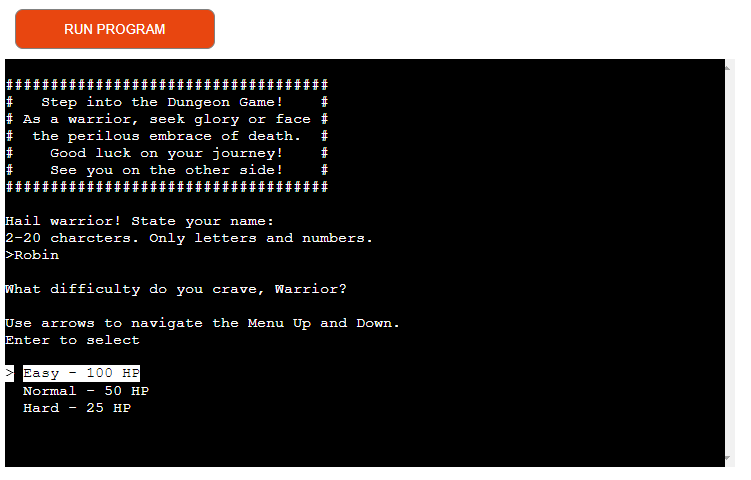 RUN PROGRAM
####################################
#   Step into the Dungeon Game!    #
# As a warrior, seek glory or face #
#  the perilous embrace of death.  #
#    Good luck on your journey!    #
#    See you on the other side!    #
####################################
Hail warrior! State your name:
2-20 charcters. Only letters and numbers.
>Robin
What difficulty do you crave, Warrior?
Use arrows to navigate the Menu Up and Down.
Enter to select
> Easy - 100 HP
  Normal - 50 HP
  Hard - 25 HP